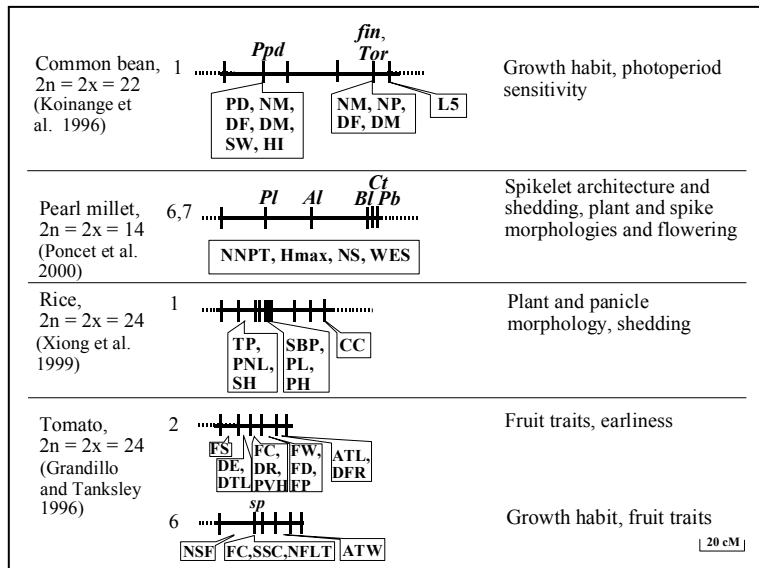 fin,
Common bean, 1 Ppd Tor Growth habit, photoperiod
2n = 2x = 22 sensitivity
(Koinange et
al. 1996)
PD, NM,
DF, DM,
SW, HI
NM, NP,
DF, DM
L5
Pearl millet, 6,7 Pl Al Bl Ct Pb Spikelet architecture and
2n = 2x = 14 shedding, plant and spike
(Poncet et al. morphologies and flowering
2000)
NNPT, Hmax, NS, WES
Rice, 1 Plant and panicle
2n = 2x = 24 morphology, shedding
(Xiong et al.
1999)
TP,
PNL,
SH
SBP,
PL,
PH
CC
Tomato, 2 Fruit traits, earliness
2n = 2x = 24
(Grandillo
and Tanksley
1996)
FS
DE,
DTL
FC,
DR,
PVH
FW,
FD,
FP
ATL,
DFR
sp
6 Growth habit, fruit traits
NSF FC,SSC,NFLT ATW
20 cM